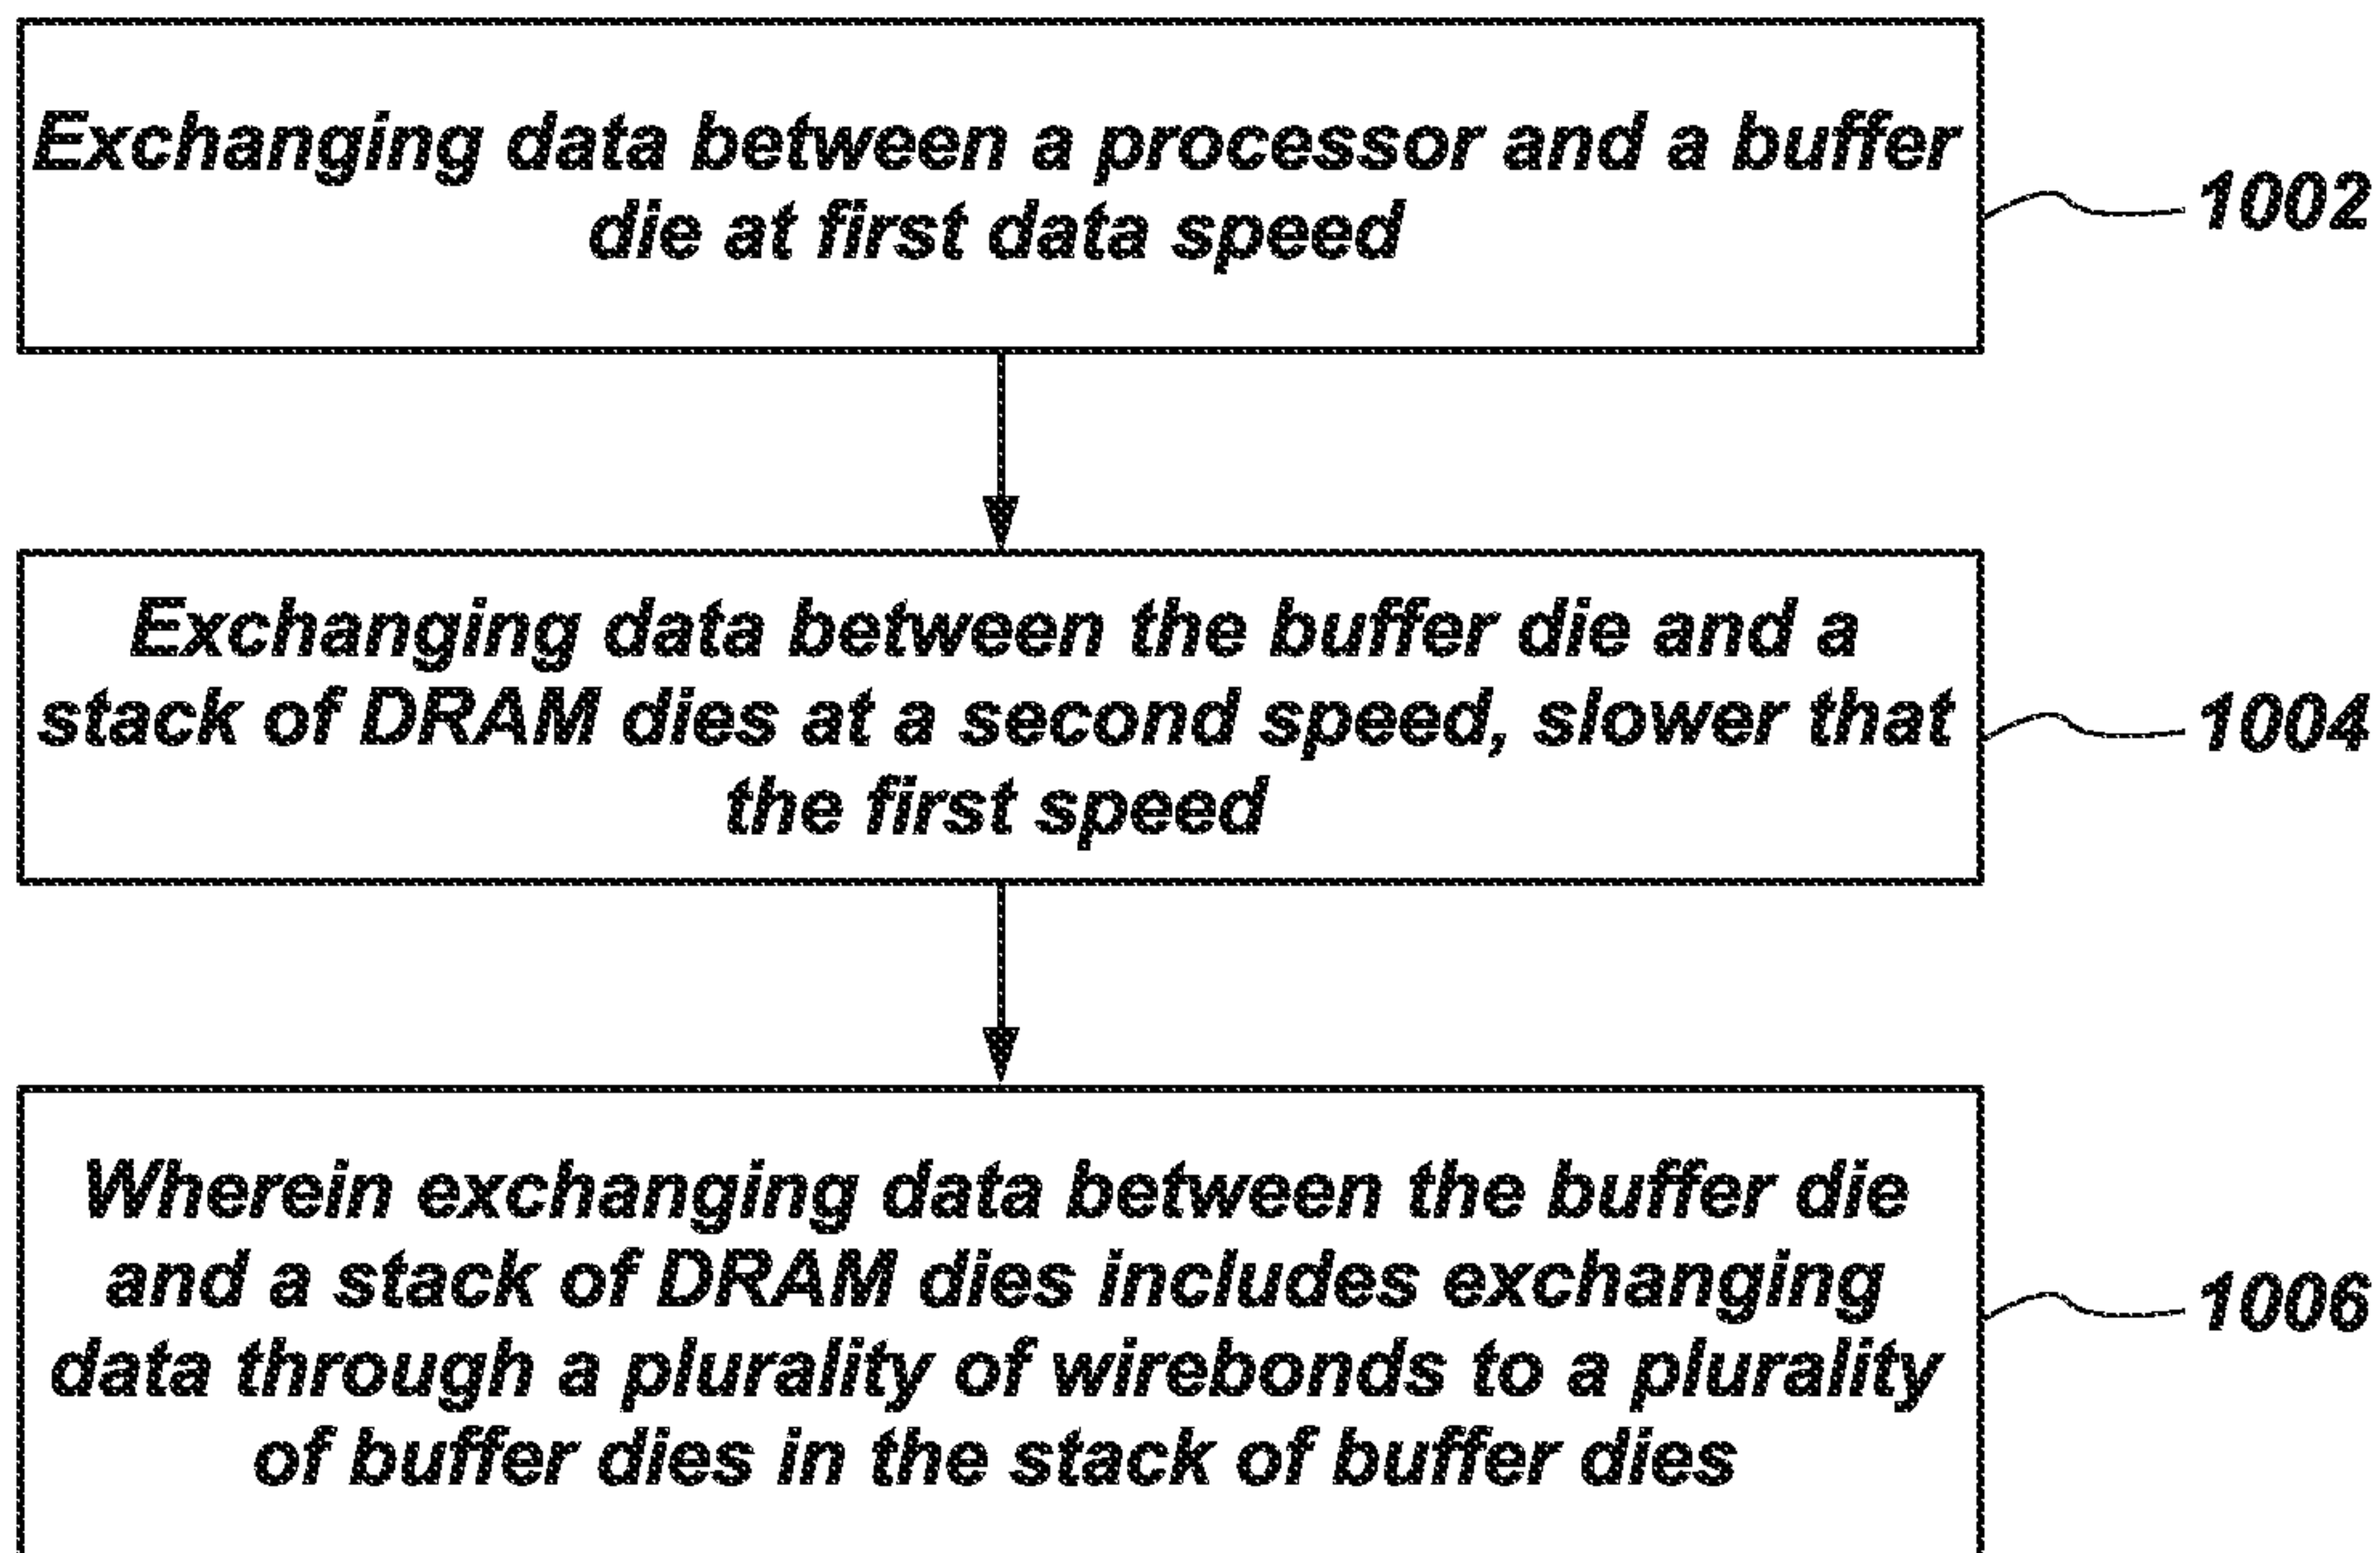 Exchanging data between a processor and a buffer
die at first data speed
1002
Exchanging data between the buffer die and a
stack of DRAM dies at a second speed, slower that
the first speed
1004
Wherein exchanging data between the buffer die
and a stack of DRAM dies includes exchanging
data through a plurality of wirebonds to a plurality
of buffer dies in the stack of buffer dies
1006